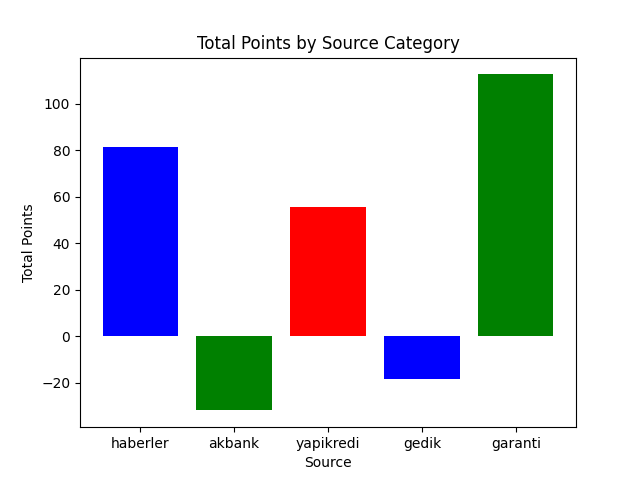 Total Points by Source Category
Total Points
100
80
60
40
20
0
−20
haberler akbank yapikredi gedik garanti
Source